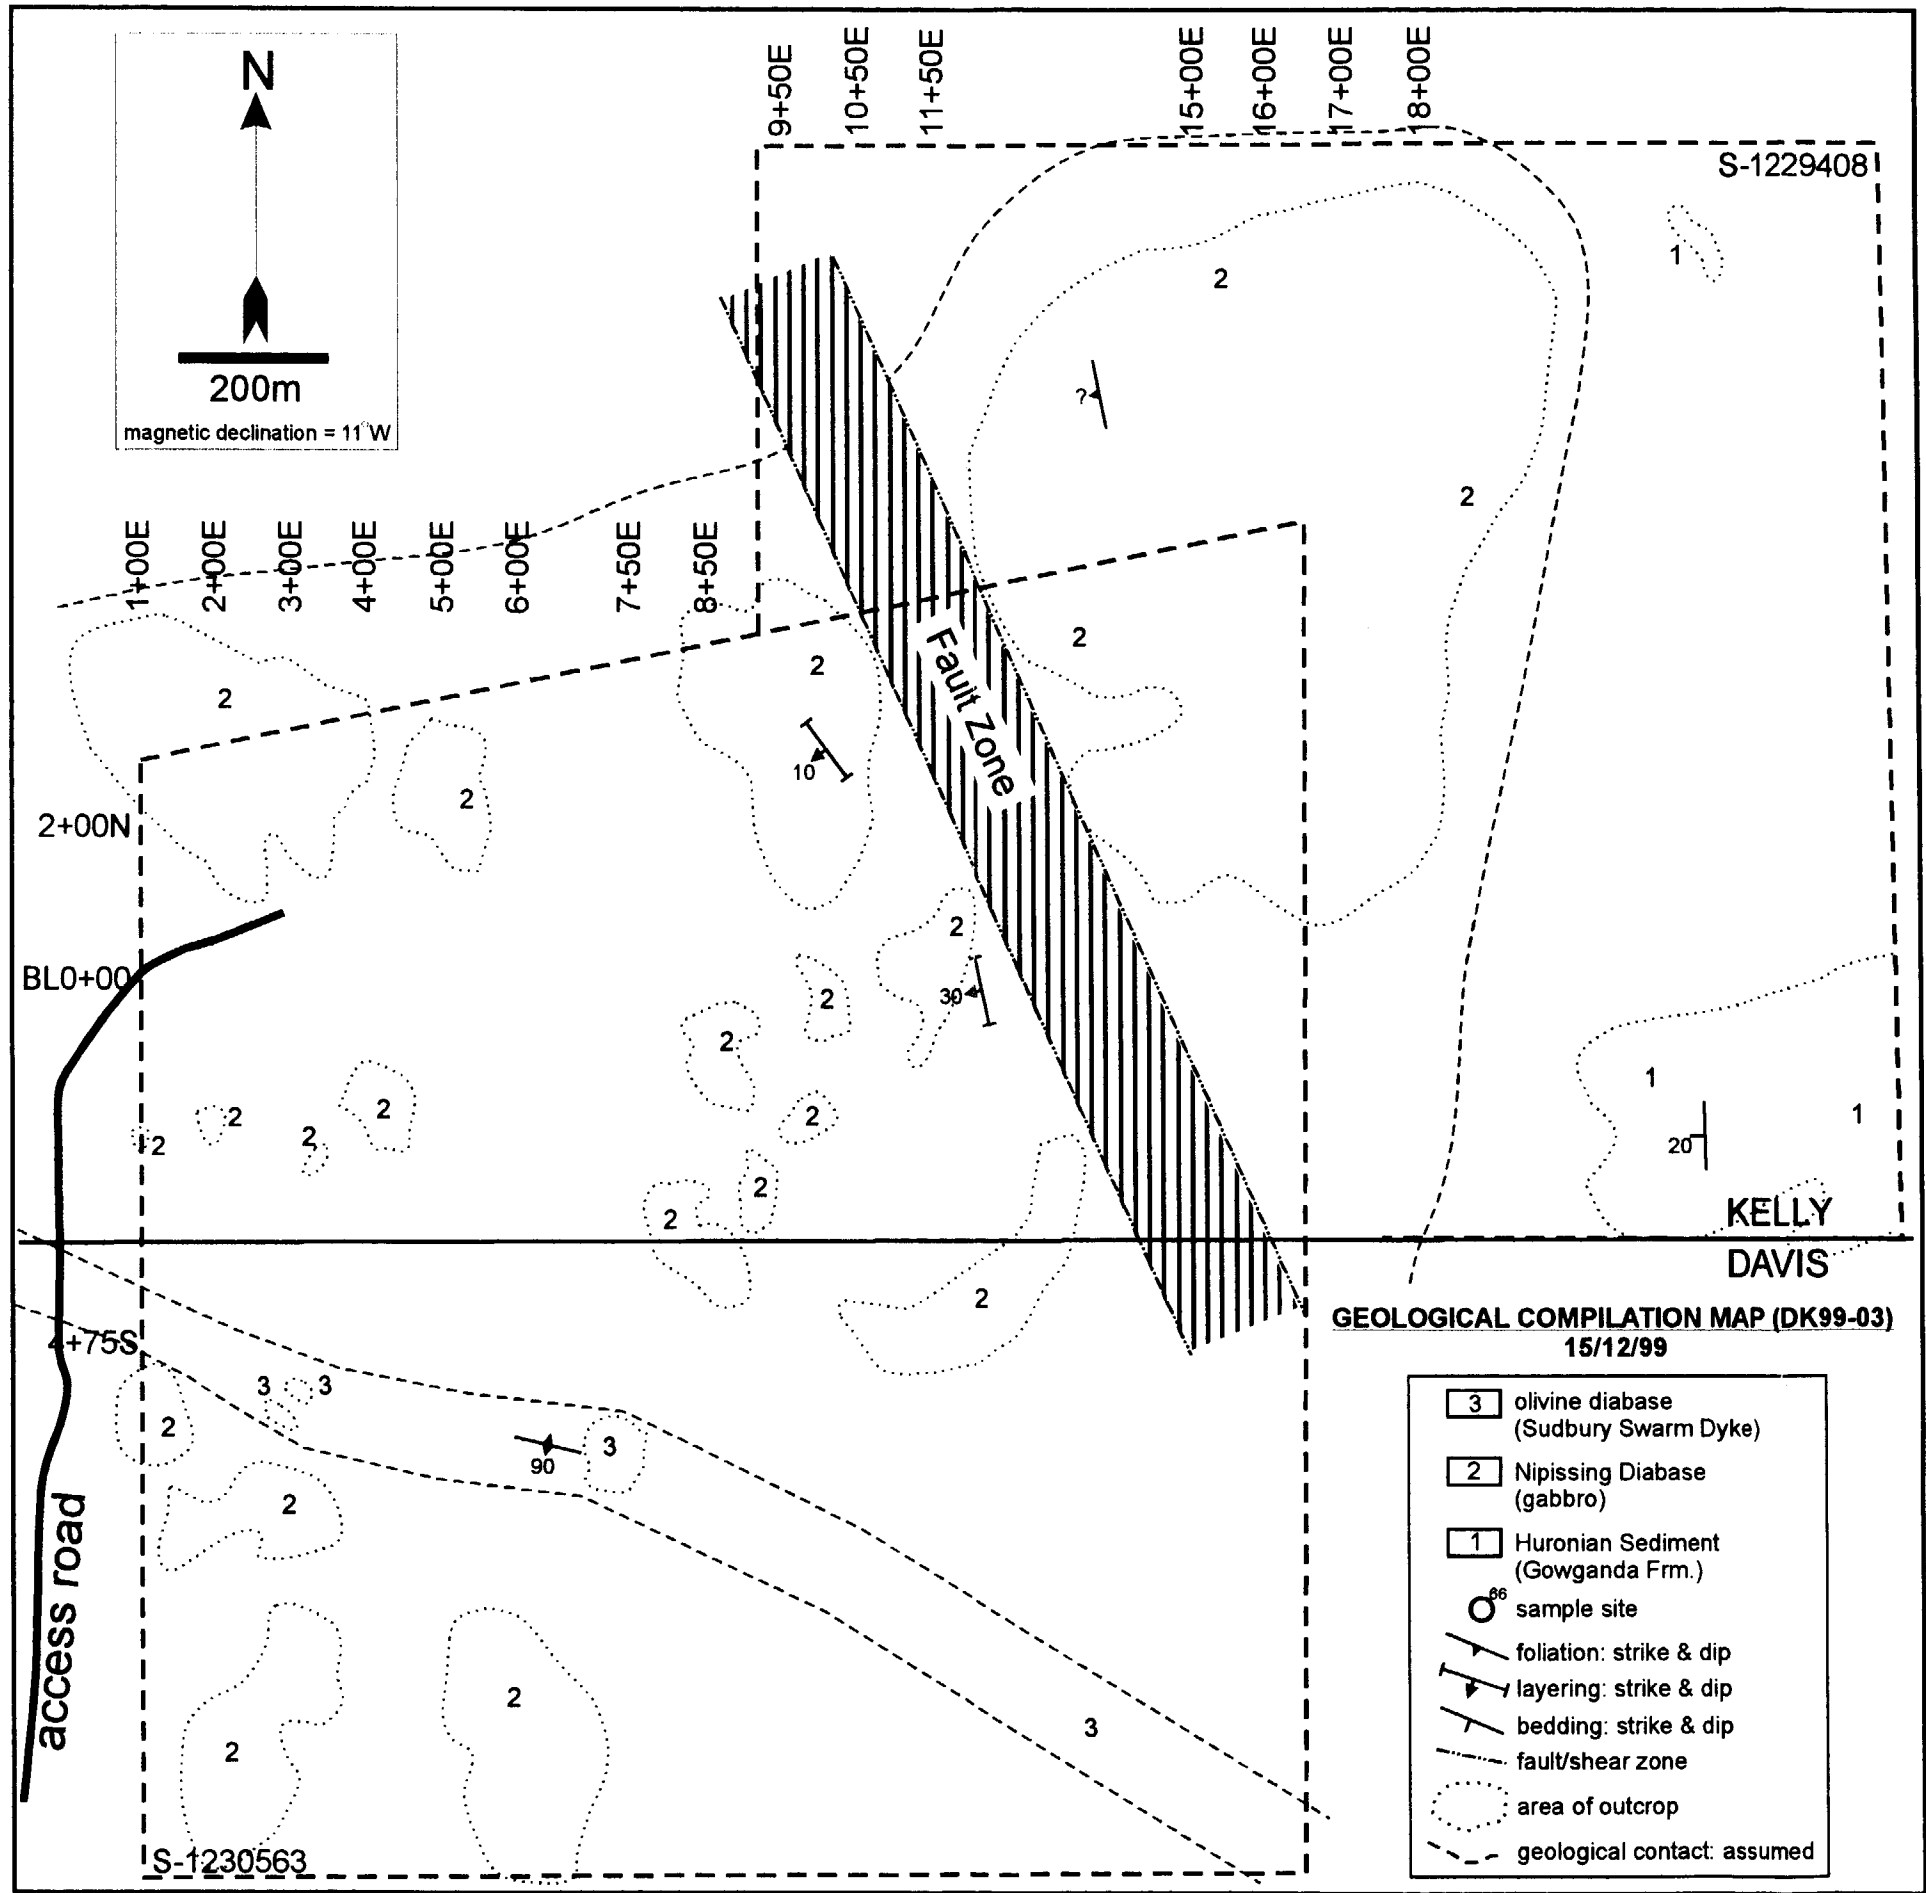 N
200m
magnetic declination = 11°W
9+50E
10+50E
11+50E
15+00E
16+00E
17+00E
18+00E
S-1229408
1
2
?
2
1+00E
2+00E
3+00E
4+00E
5+00E
6+00E
7+50E
8+50E
2
2
2
Fault Zone
10
2
2+00N
2
BL0+00
30
2
2
1
2
2
2
2
2
1
2
20
2
2
KELLY
DAVIS
2
4+75S
3
3
2
3
90
2
access road
2
2
3
S-1230563
GEOLOGICAL COMPILATION MAP (DK99-03)
15/12/99
3 olivine diabase
(Sudbury Swarm Dyke)
2 Nipissing Diabase
(gabbro)
1 Huronian Sediment
(Gowganda Frm.)
66 sample site
foliation: strike & dip
layering: strike & dip
bedding: strike & dip
fault/shear zone
area of outcrop
geological contact: assumed